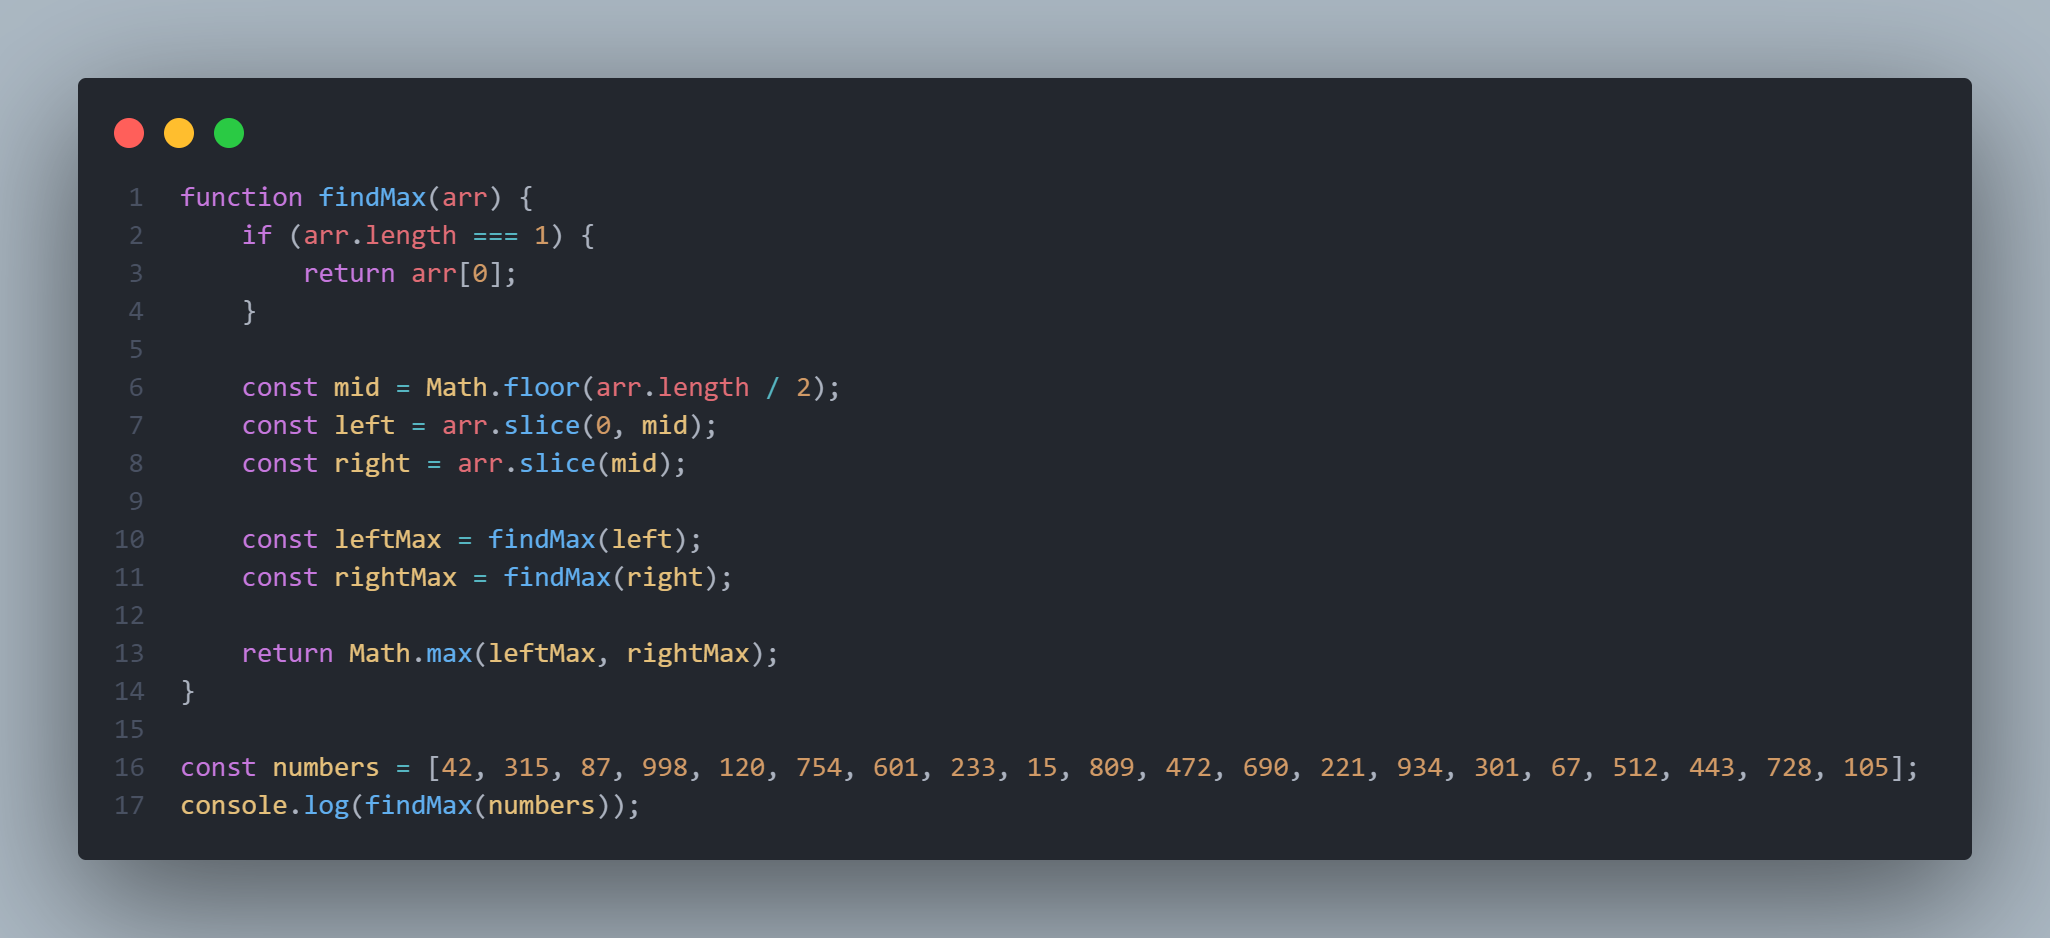 1 function findMax(arr) {
2     if (arr.length === 1) {
3         return arr[0];
4     }
5
6     const mid = Math.floor(arr.length / 2);
7     const left = arr.slice(0, mid);
8     const right = arr.slice(mid);
9
10     const leftMax = findMax(left);
11     const rightMax = findMax(right);
12
13     return Math.max(leftMax, rightMax);
14 }
15
16 const numbers = [42, 315, 87, 998, 120, 754, 601, 233, 15, 809, 472, 690, 221, 934, 301, 67, 512, 443, 728, 105];
17 console.log(findMax(numbers));